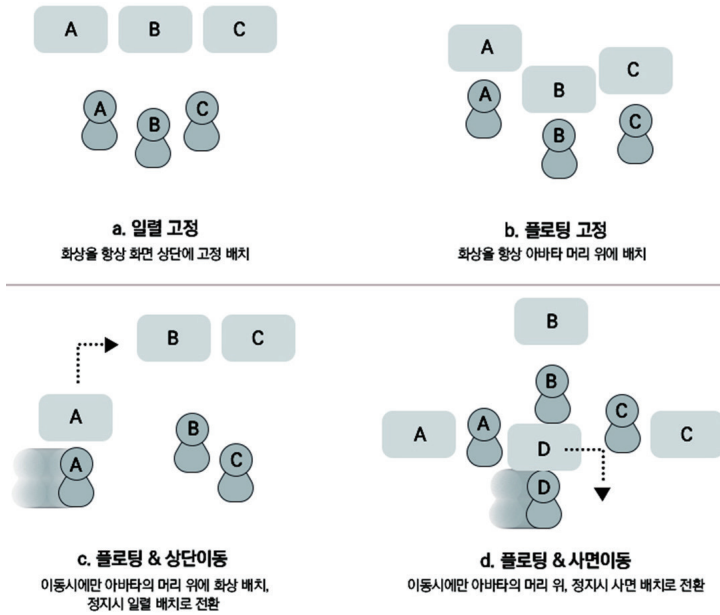 A B C
A B C
a. 일렬 고정
화상을 항상 화면 상단에 고정 배치
A B C
A B C
b. 플로팅 고정
화상을 항상 아바타 머리 위에 배치
B C
A
A B C
c. 플로팅 & 상단이동
이동시에만 아바타의 머리 위에 화상 배치,
정지시 일렬 배치로 전환
B
B
A A D C C
D
d. 플로팅 & 사면이동
이동시에만 아바타의 머리 위, 정지시 사면 배치로 전환